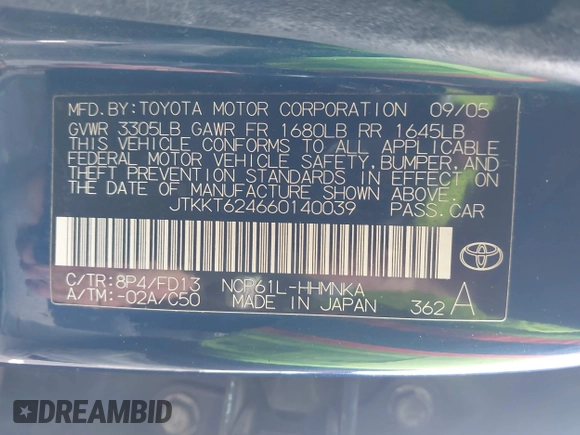 MFD. BY: TOYOTA MOTOR CORPORATION 09/05
GVWR 3305LB GAWR FR 1680LB RR 1645LB
THIS VEHICLE CONFORMS TO ALL APPLICABLE
FEDERAL MOTOR VEHICLE SAFETY, BUMPER, AND
THEFT PREVENTION STANDARDS IN EFFECT ON
THE DATE OF MANUFACTURE SHOWN ABOVE.
JTKKT624660140039 PASS. CAR
C/TR: 8P4/FD13 NCP61L-HHMNKA
A/TM: -02A/C50 MADE IN JAPAN 362 A
DREAMBID